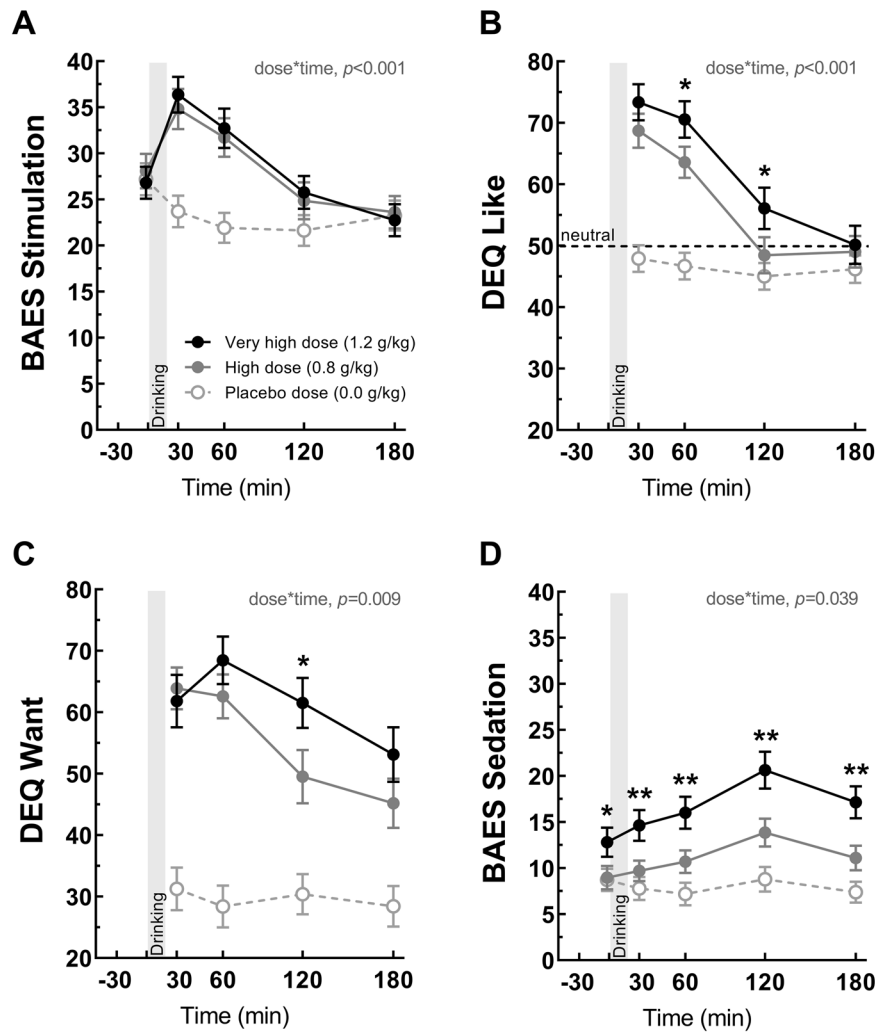 A
dose*time, p<0.001
BAES Stimulation
40
35
30
25
20
15
10
5
0
Drinking
Very high dose (1.2 g/kg)
High dose (0.8 g/kg)
Placebo dose (0.0 g/kg)
-30 30 60 120 180
Time (min)
B
dose*time, p<0.001
DEQ Like
80
70
60
50
40
30
20
neutral
* *
Drinking
-30 30 60 120 180
Time (min)
C
dose*time, p=0.009
DEQ Want
80
70
60
50
40
30
20
*
Drinking
-30 30 60 120 180
Time (min)
D
dose*time, p=0.039
BAES Sedation
40
35
30
25
20
15
10
5
0
* ** ** ** **
Drinking
-30 30 60 120 180
Time (min)